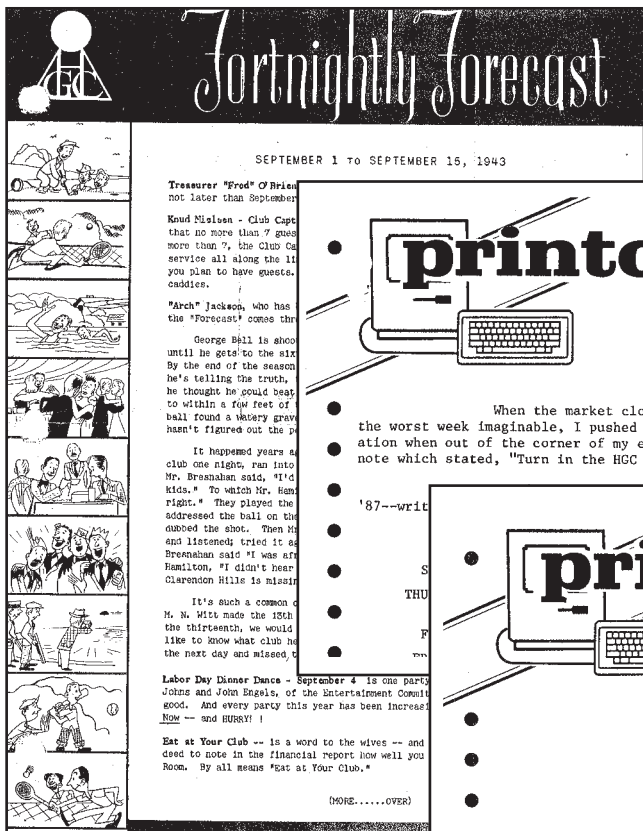 HGC
Fortnightly Forecast
SEPTEMBER 1 TO SEPTEMBER 15, 1943
Treasurer "Fred" O'Brien
not later than September
Knud Nielsen - Club Capt
that no more than 7 gues
more than 7, the Club Ca
service all along the li
you plan to have guests.
caddies.
"Arch" Jackson, who has
the "Forecast" comes thr
George Bell is shoo
until he gets to the six
By the end of the season
he's telling the truth,
he thought he could beat
to within a few feet of
ball found a watery grav
hasn't figured out the p
It happened years a
club one night, ran into
Mr. Bresnahan said, "I'd
kids." To which Mr. Hami
right." They played the
addressed the ball on the
dubbed the shot. Then Mr
and listened; tried it ag
Bresnahan said "I was afr
Hamilton, "I didn't hear
Clarendon Hills is missin
It's such a common o
M. N. Witt made the 13th
the thirteenth, we would
like to know what club he
the next day and missed t
Labor Day Dinner Dance - September 4 is one party
Johns and John Engels, of the Entertainment Commit
good. And every party this year has been increasi
Now -- and HURRY! !
Eat at Your Club -- is a word to the wives -- and
deed to note in the financial report how well you
Room. By all means "Eat at Your Club."
(MORE......OVER)
printo
When the market clo
the worst week imaginable, I pushed
ation when out of the corner of my e
note which stated, "Turn in the HGC
'87--writ
S
THU
F
pri